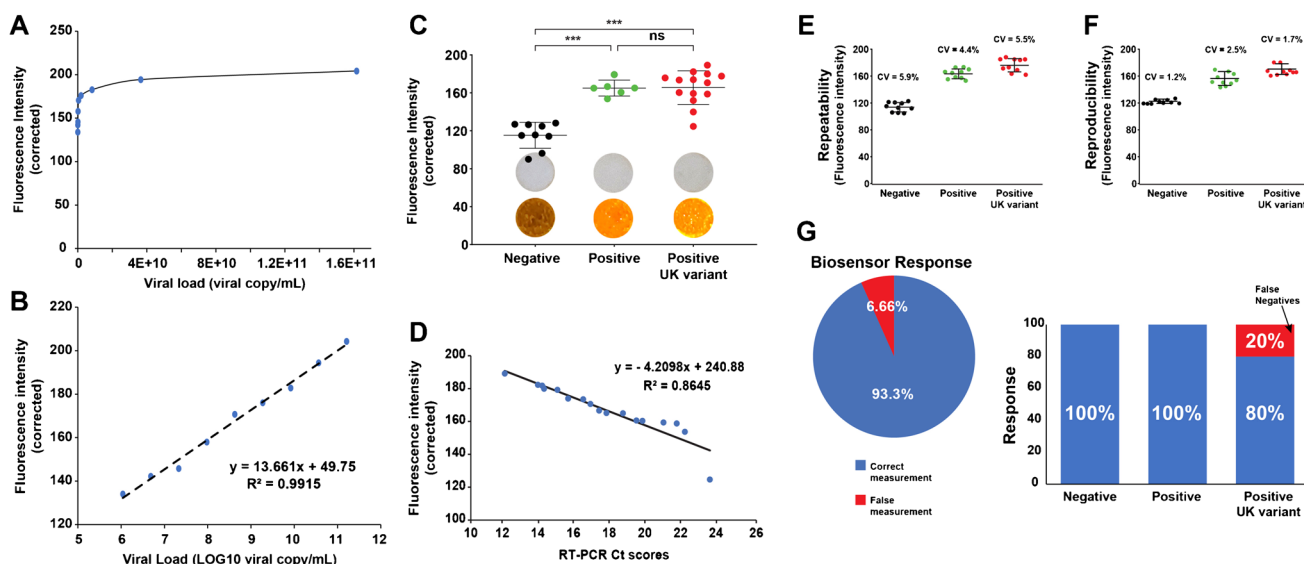 A
Fluorescence Intensity
(corrected)
250
200
150
100
50
0
0
4E+10
8E+10
1.2E+11
1.6E+11
Viral load (viral copy/mL)
B
Fluorescence intensity
(corrected)
220
200
180
160
140
120
5
6
7
8
9
10
11
12
y = 13.661x + 49.75
R² = 0.9915
Viral Load (LOG10 viral copy/mL)
C
Fluorescence Intensity
(corrected)
200
160
120
80
40
0
***
***
ns
Negative
Positive
Positive
UK variant
D
Fluorescence intensity
(corrected)
200
180
160
140
120
100
10
12
14
16
18
20
22
24
26
y = - 4.2098x + 240.88
R² = 0.8645
RT-PCR Ct scores
E
Repeatability
(Fluorescence intensity)
200
160
120
80
40
0
CV = 5.9%
CV = 4.4%
CV = 5.5%
Negative
Positive
Positive
UK variant
F
Reproducibility
(Fluorescence intensity)
200
160
120
80
40
0
CV = 1.2%
CV = 2.5%
CV = 1.7%
Negative
Positive
Positive
UK variant
G
Biosensor Response
6.66%
93.3%
Correct
measurement
False
measurement
Response
100
80
60
40
20
0
False
Negatives
100%
100%
20%
80%
Negative
Positive
Positive
UK variant